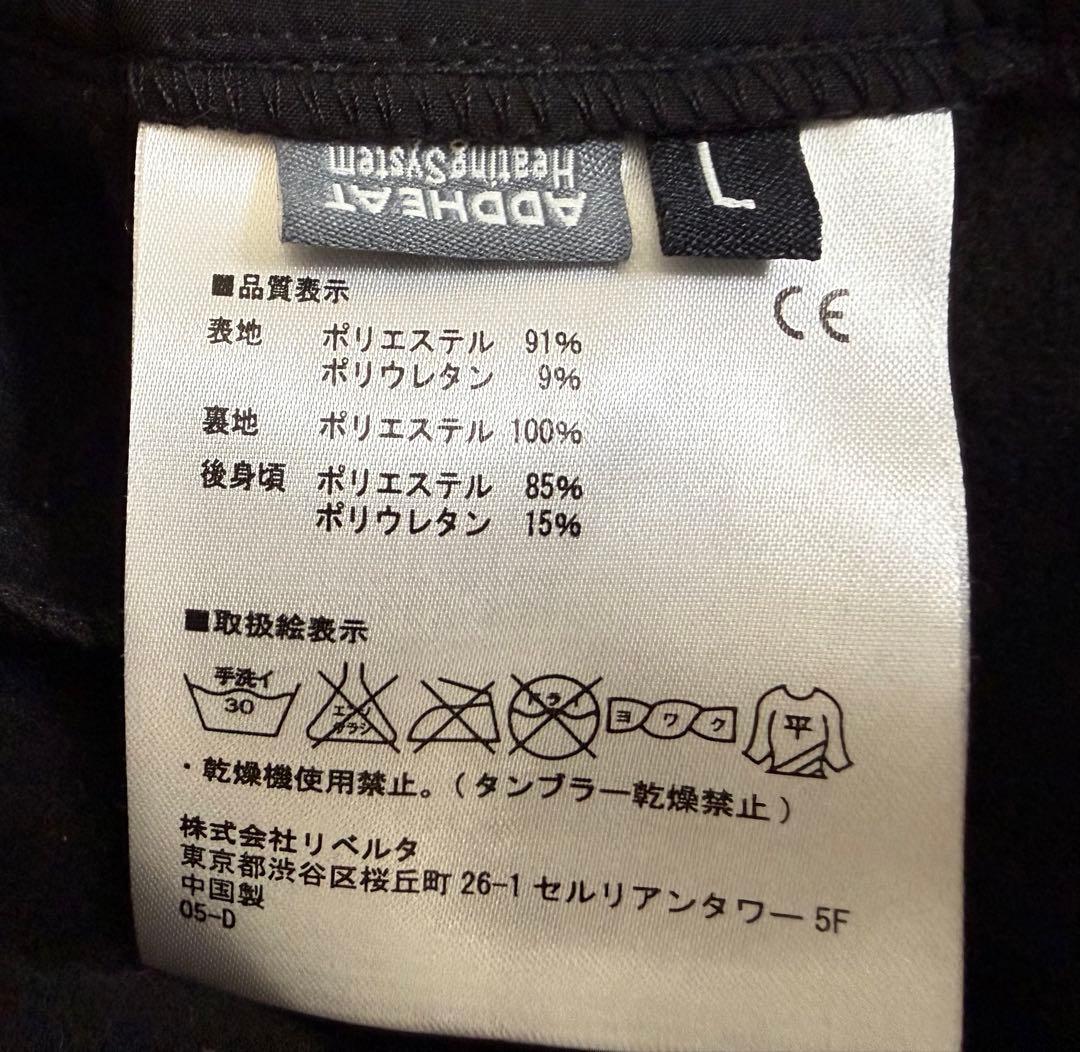 ADDHEAT
HeatingSystem
L
■品質表示
CE
表地 ポリエステル 91%
ポリウレタン 9%
裏地 ポリエステル 100%
後身頃 ポリエステル 85%
ポリウレタン 15%
■取扱絵表示
手洗イ
30
エンソ
サラシ
ドライ
ヨワク
平
・乾燥機使用禁止。(タンブラー乾燥禁止)
株式会社リベルタ
東京都渋谷区桜丘町26-1 セルリアンタワー 5F
中国製
05-D